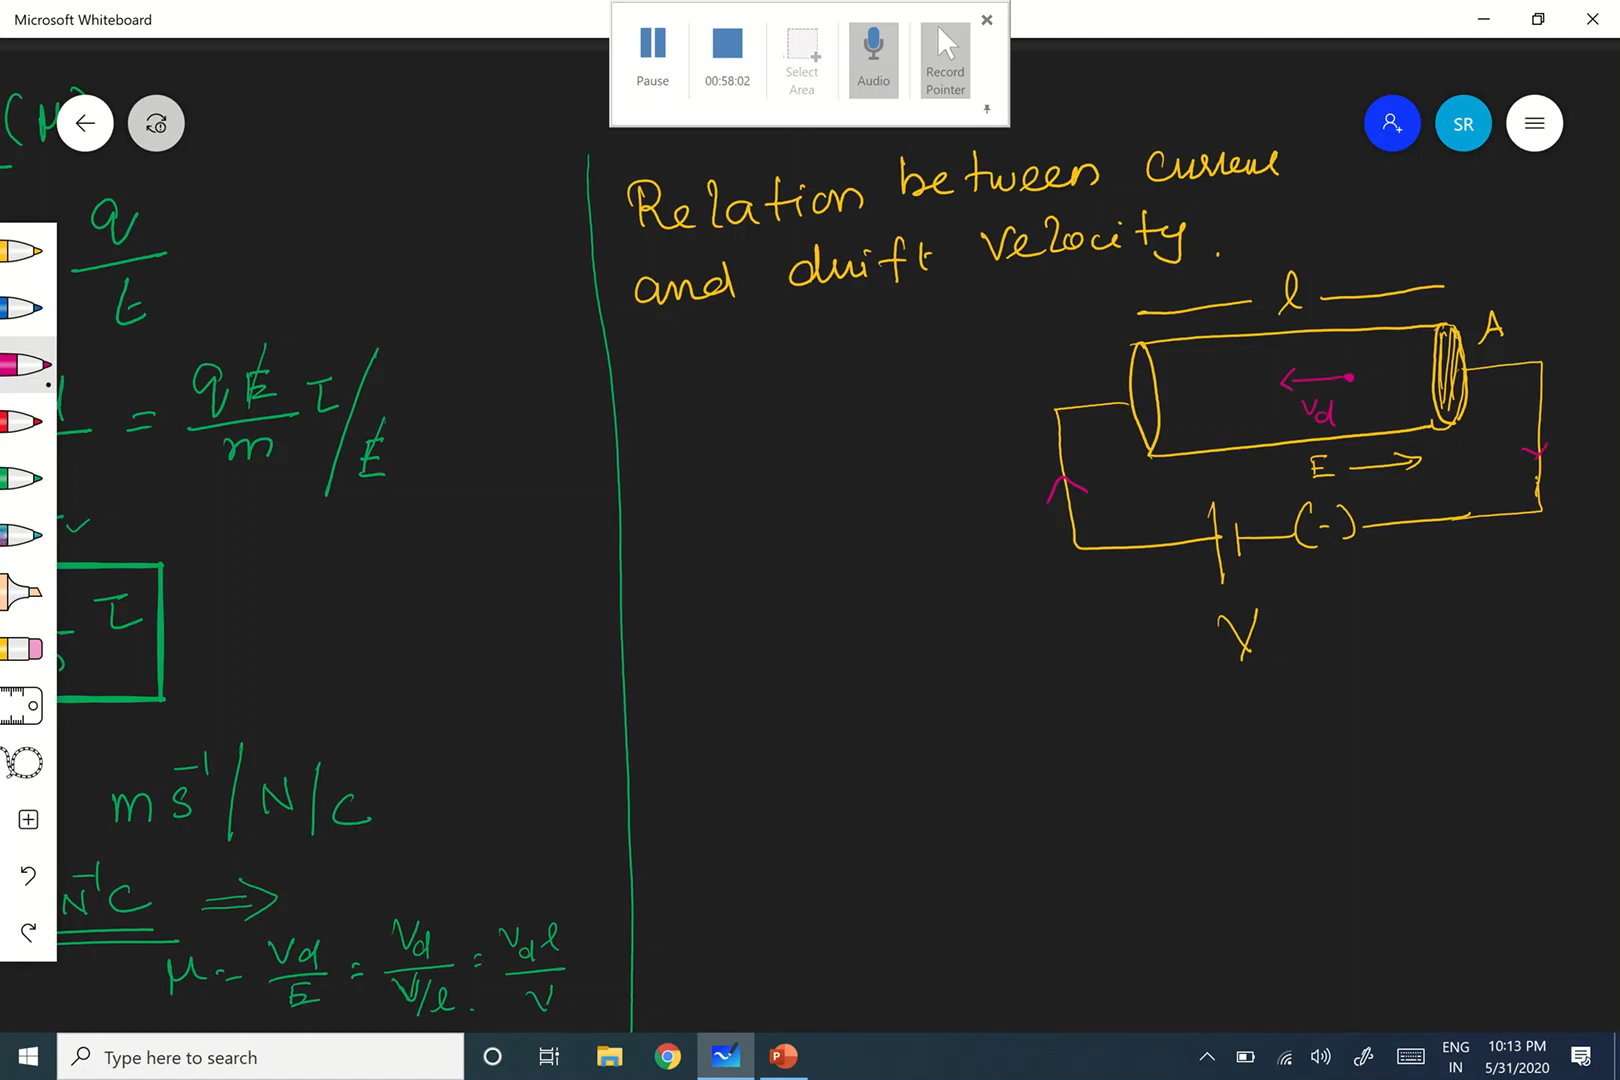 Microsoft Whiteboard
Pause
00:58:02
Select Area
Audio
Record Pointer
SR
(μ)
q
t
= qE τ / E
m
τ
m s⁻¹ / N / C
N⁻¹C ⇒
μ = vd/E = vd/V/l = vd l/V
Relation between current
and drift velocity.
l
A
vd
E →
(-)
V
Type here to search
ENG
IN
10:13 PM
5/31/2020